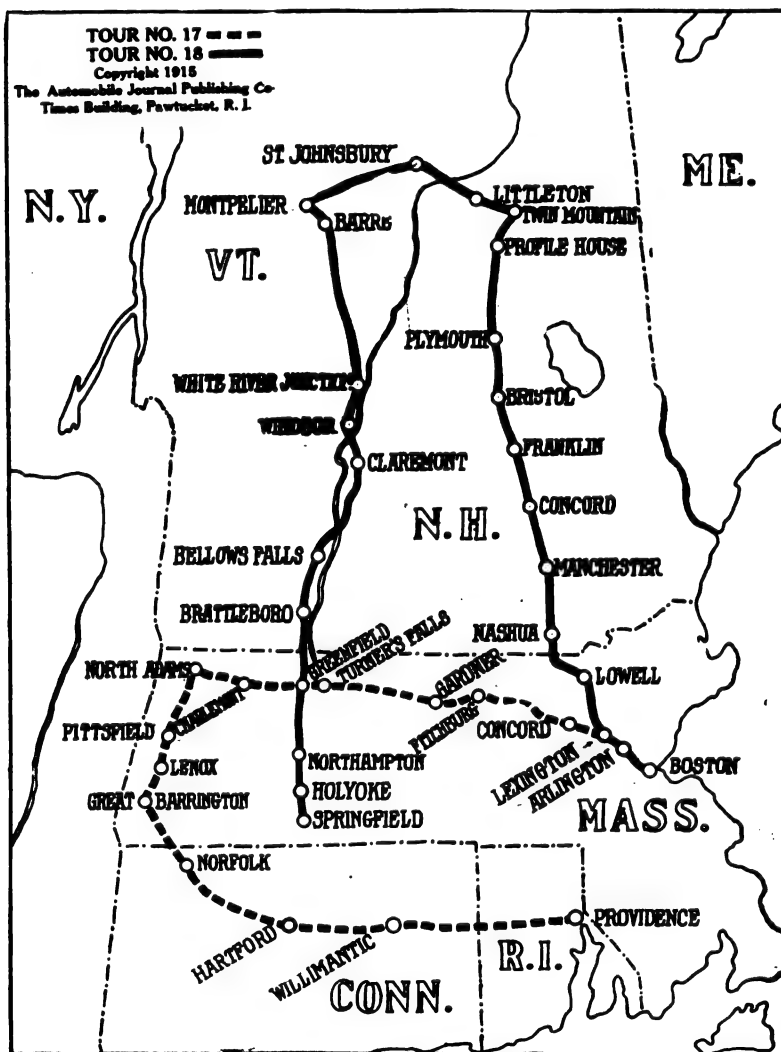 TOUR NO. 17
TOUR NO. 18
Copyright 1915
The Automobile Journal Publishing Co-
Times Building, Pawtucket, R. I.
ST JOHNSBURY
ME.
N.Y.
MONTPELIER
LITTLETON
TWIN MOUNTAIN
BARRE
PROFILE HOUSE
VT.
PLYMOUTH
WHITE RIVER JUNCTION
BRISTOL
WINDSOR
FRANKLIN
CLAREMONT
CONCORD
N.H.
BELLOWS FALLS
MANCHESTER
BRATTLEBORO
NASHUA
GREENFIELD
TURNER'S FALLS
NORTH ADAMS
CHARLEMONT
GARDNER
FITCHBURG
LOWELL
PITTSFIELD
CONCORD
LENOX
NORTHAMPTON
LEXINGTON
ARLINGTON
BOSTON
HOLYOKE
GREAT BARRINGTON
SPRINGFIELD
MASS.
NORFOLK
PROVIDENCE
HARTFORD
WILLIMANTIC
R.I.
CONN.